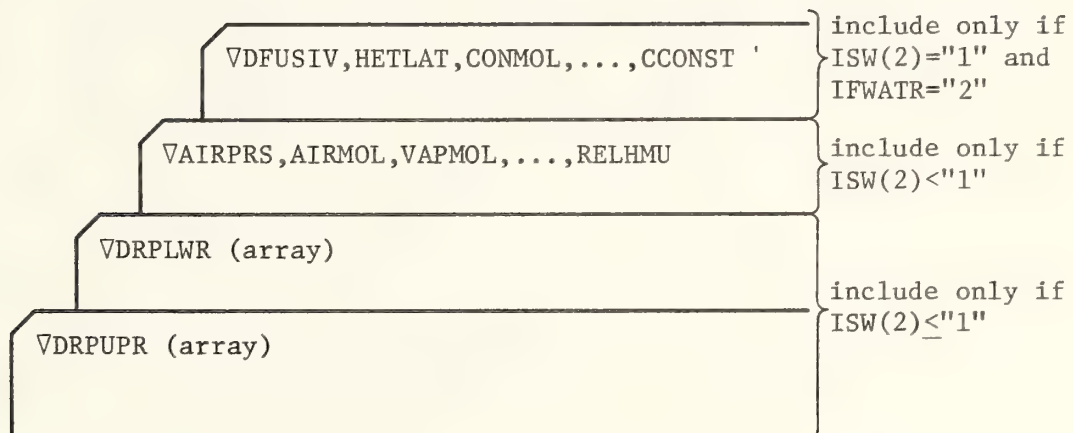 ∇DFUSIV,HETLAT,CONMOL,...,CCONST '
include only if
ISW(2)="1" and
IFWATR="2"
∇AIRPRS,AIRMOL,VAPMOL,...,RELHMU
include only if
ISW(2)<"1"
∇DRPLWR (array)
include only if
ISW(2)≤"1"
∇DRPUPR (array)